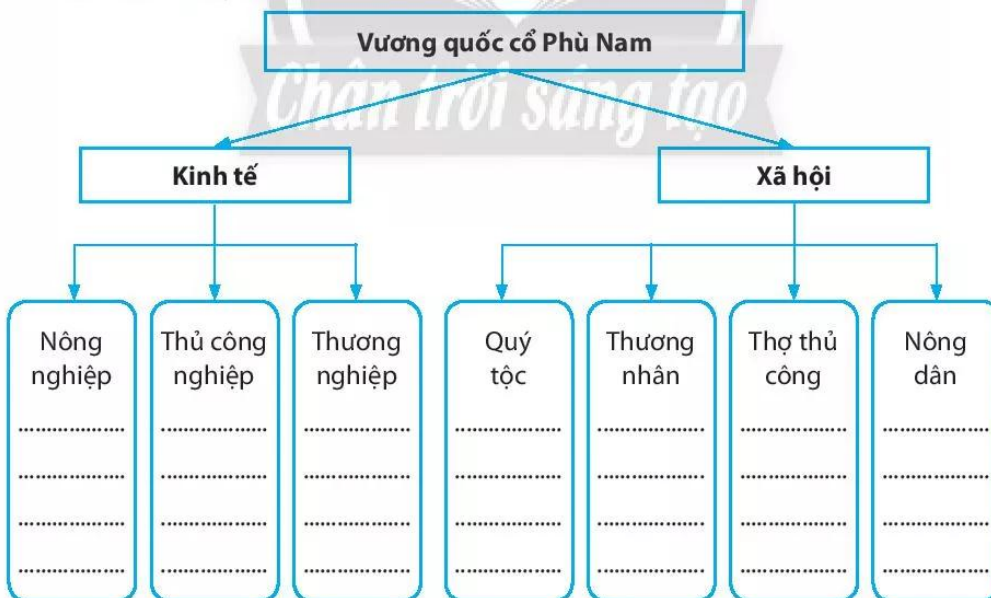 Vương quốc cổ Phù Nam
Chân trời sáng tạo
Kinh tế
Xã hội
Nông
nghiệp
....................
....................
....................
....................
Thủ công
nghiệp
....................
....................
....................
....................
Thương
nghiệp
....................
....................
....................
....................
Quý
tộc
....................
....................
....................
....................
Thương
nhân
....................
....................
....................
....................
Thợ thủ
công
....................
....................
....................
....................
Nông
dân
....................
....................
....................
....................